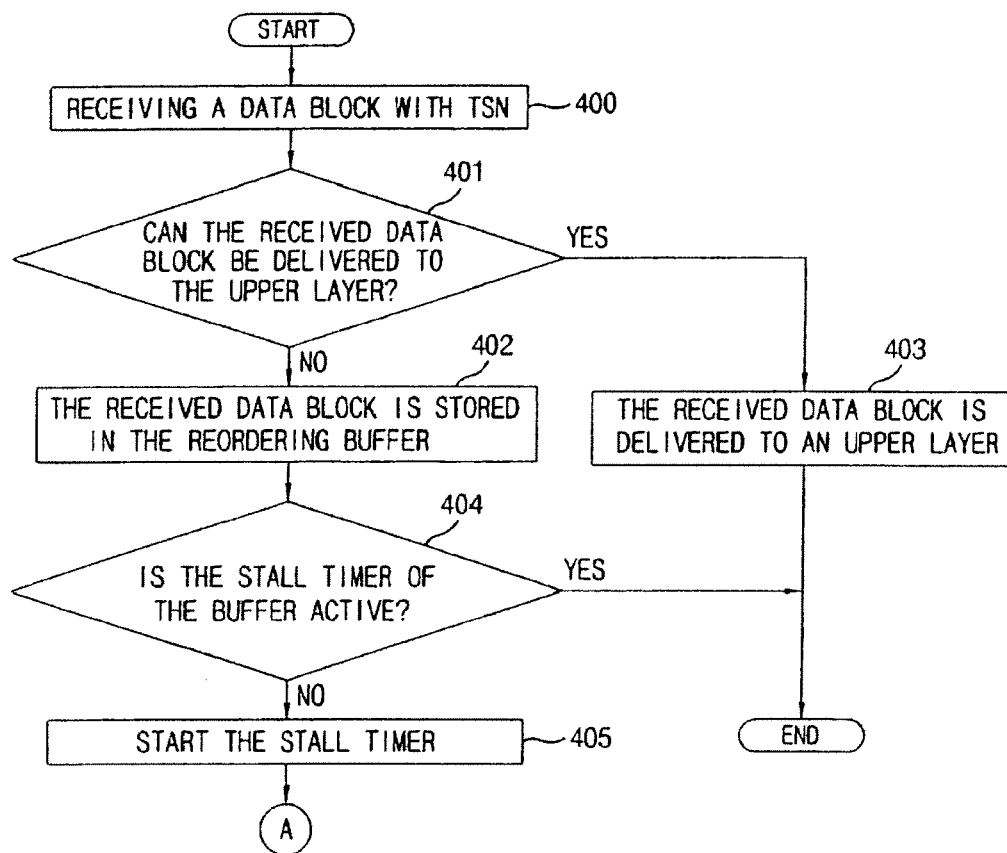 START
RECEIVING A DATA BLOCK WITH TSN
400
401
CAN THE RECEIVED DATA
BLOCK BE DELIVERED TO
THE UPPER LAYER?
YES
NO
402
THE RECEIVED DATA BLOCK IS STORED
IN THE REORDERING BUFFER
403
THE RECEIVED DATA BLOCK IS
DELIVERED TO AN UPPER LAYER
404
IS THE STALL TIMER OF
THE BUFFER ACTIVE?
YES
NO
START THE STALL TIMER
405
END
A